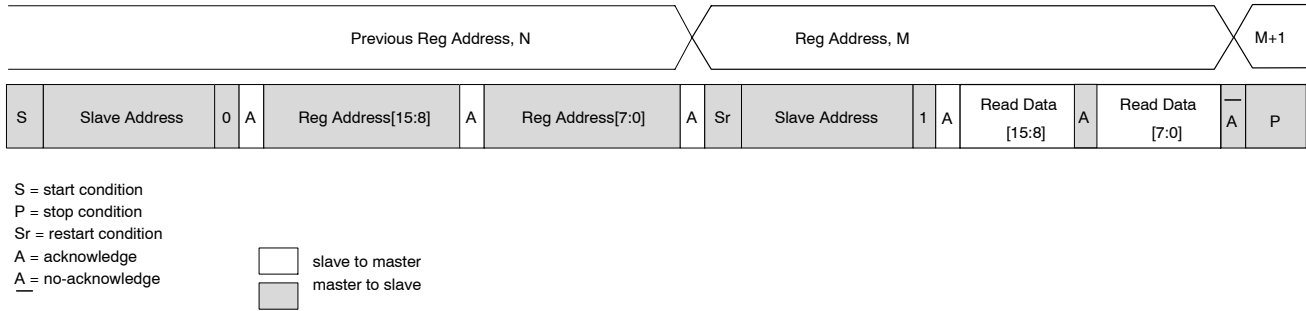 Previous Reg Address, N Reg Address, M M+1
S Slave Address 0 A Reg Address[15:8] A Reg Address[7:0] A Sr Slave Address 1 A Read Data [15:8] A Read Data [7:0] A̅ P
S = start condition
P = stop condition
Sr = restart condition
A = acknowledge
A̲ = no-acknowledge
slave to master
master to slave